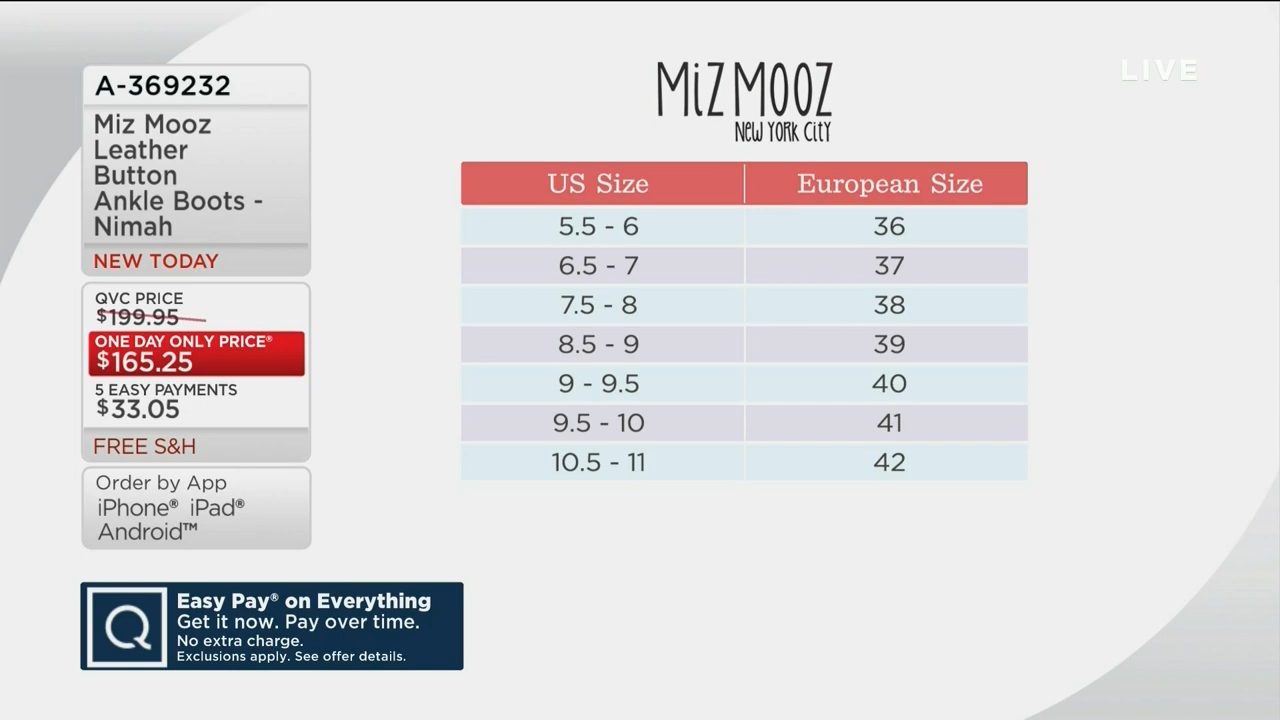 A-369232
Miz Mooz
Leather
Button
Ankle Boots -
Nimah
NEW TODAY
QVC PRICE
$199.95
ONE DAY ONLY PRICE®
$165.25
5 EASY PAYMENTS
$33.05
FREE S&H
Order by App
iPhone® iPad®
Android™
Easy Pay® on Everything
Get it now. Pay over time.
No extra charge.
Exclusions apply. See offer details.
MiZ MOOZ
NEW YORK CiTY
LIVE
US Size European Size
5.5 - 6 36
6.5 - 7 37
7.5 - 8 38
8.5 - 9 39
9 - 9.5 40
9.5 - 10 41
10.5 - 11 42